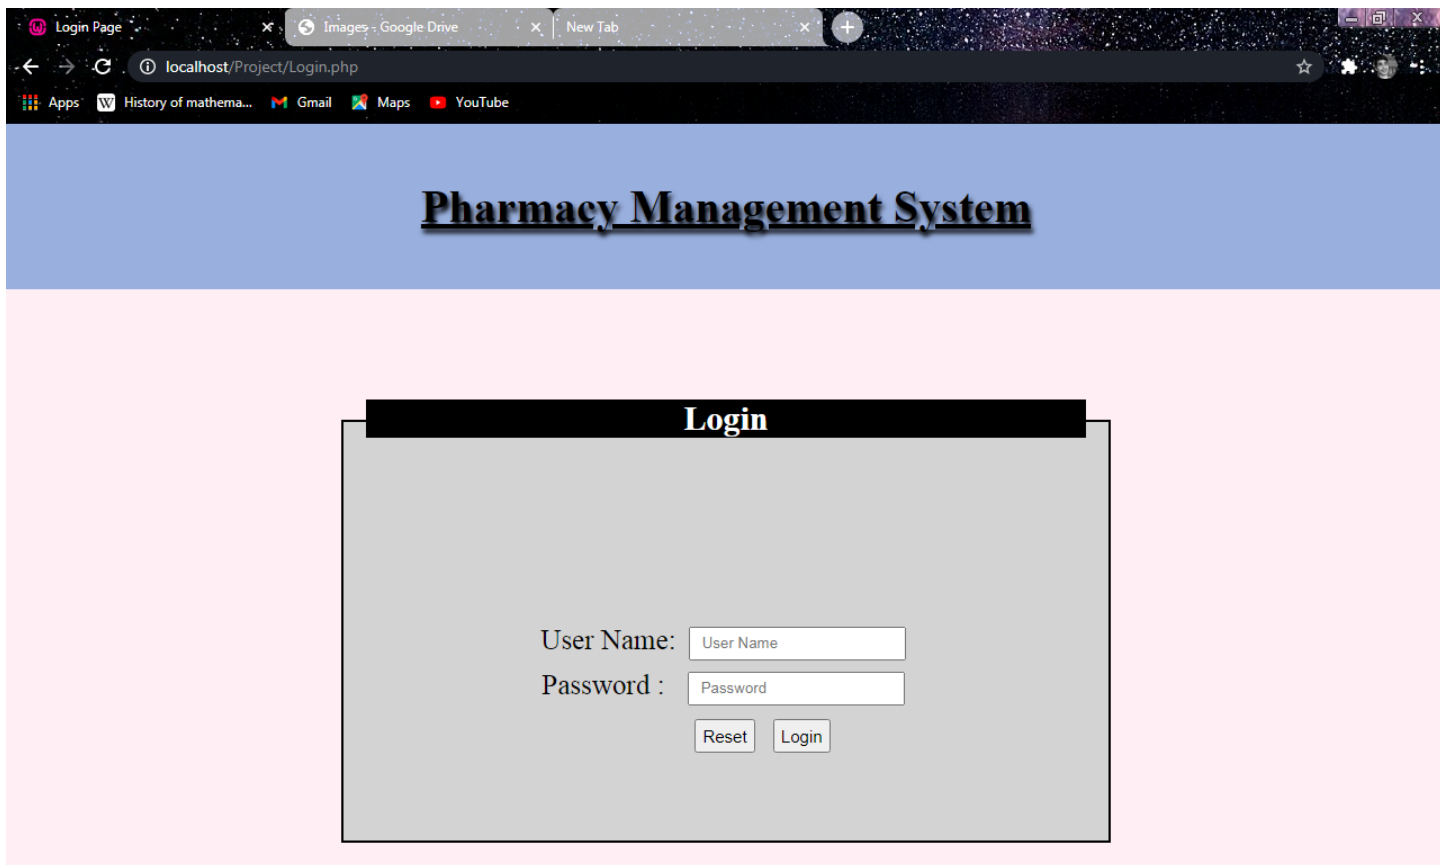 Login Page
Images - Google Drive
New Tab
localhost/Project/Login.php
Apps W History of mathema... Gmail Maps YouTube
Pharmacy Management System
Login
User Name: User Name
Password : Password
Reset Login